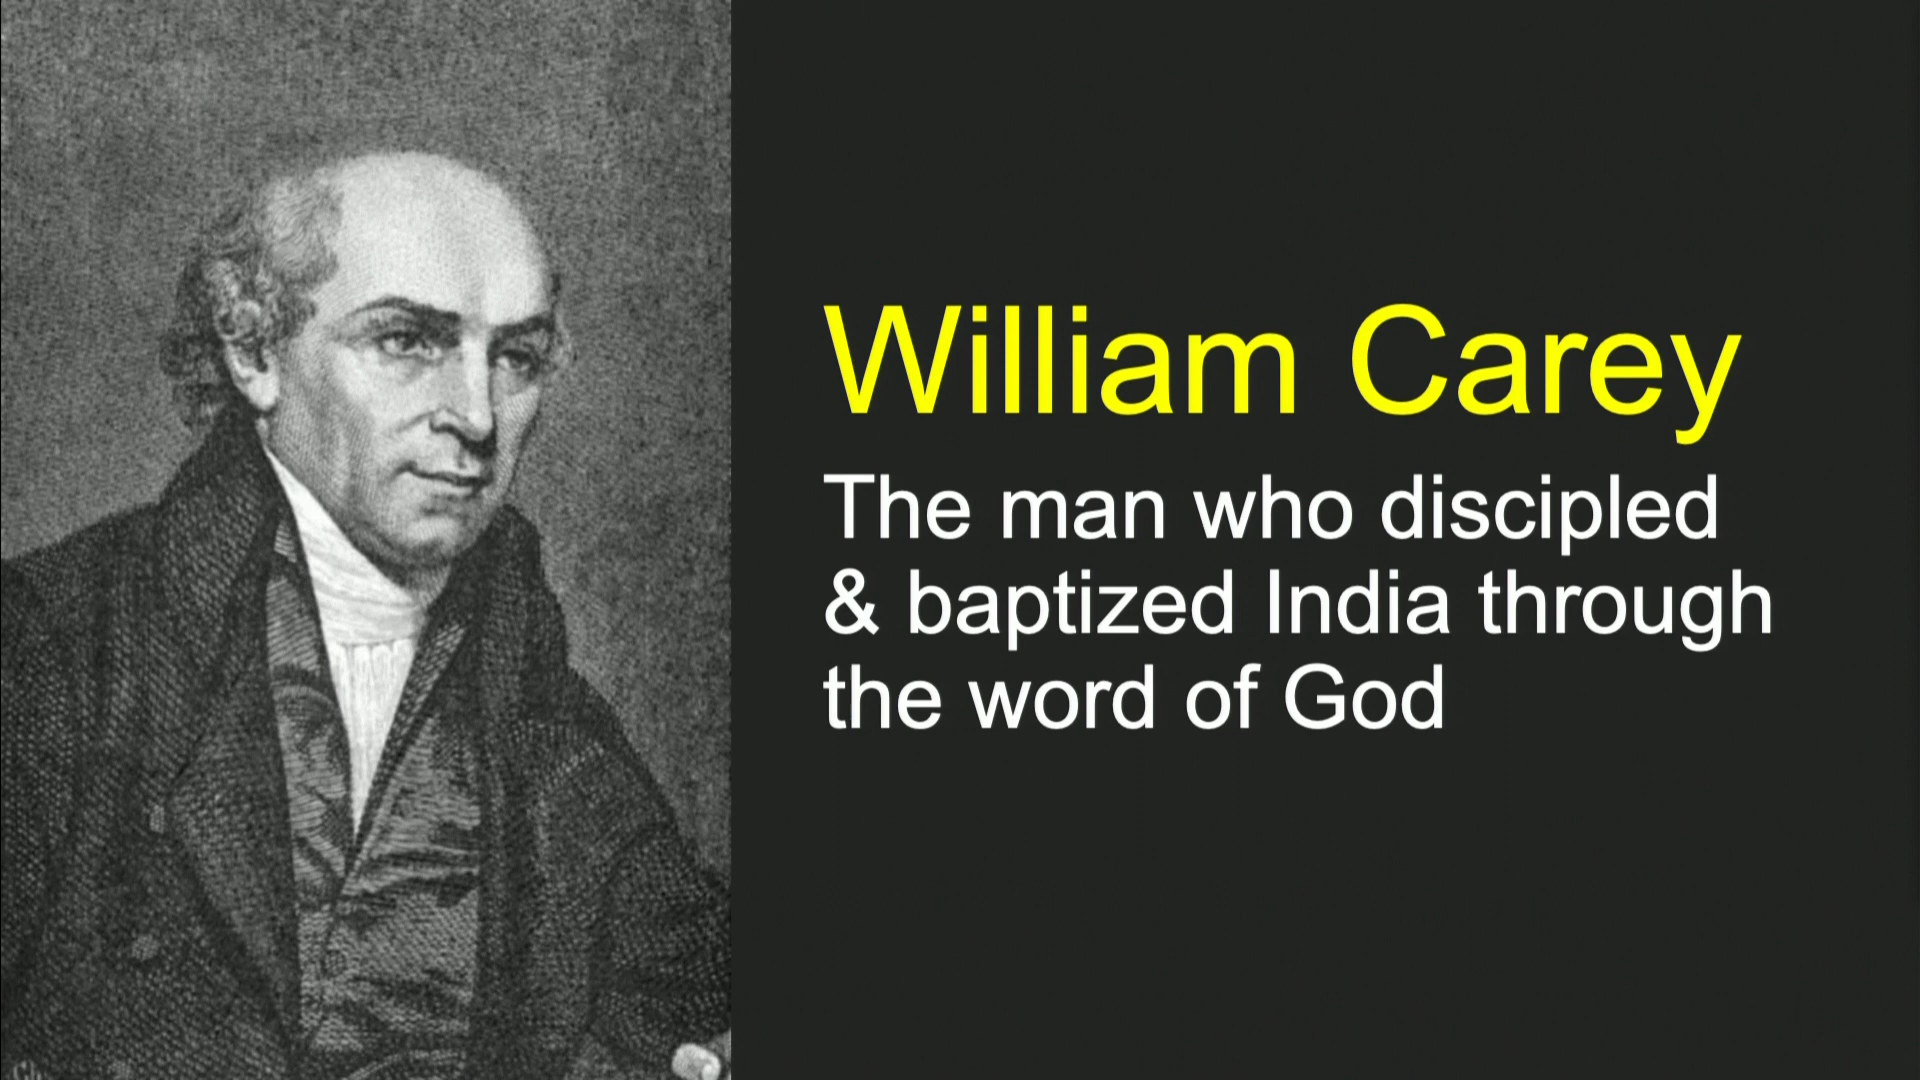 William Carey
The man who discipled
& baptized India through
the word of God